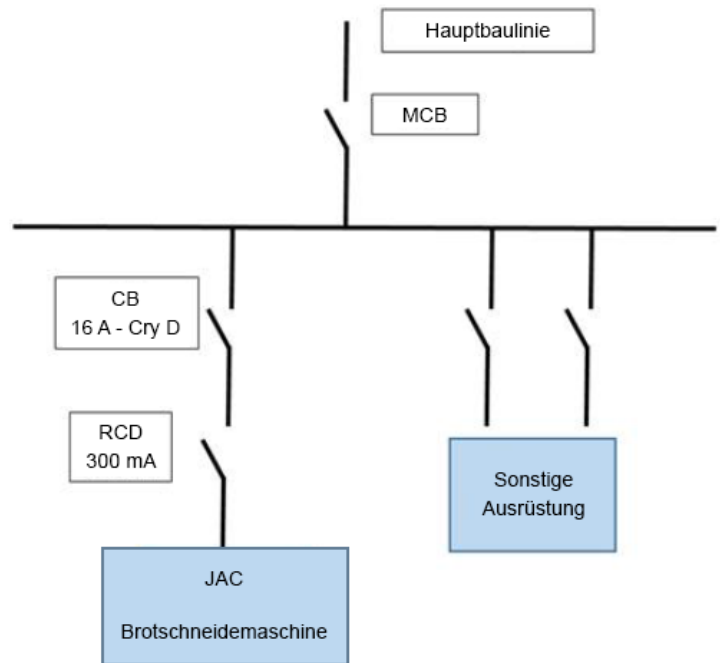 Hauptbaulinie
MCB
CB
16 A - Cry D
RCD
300 mA
Sonstige
Ausrüstung
JAC
Brotschneidemaschine